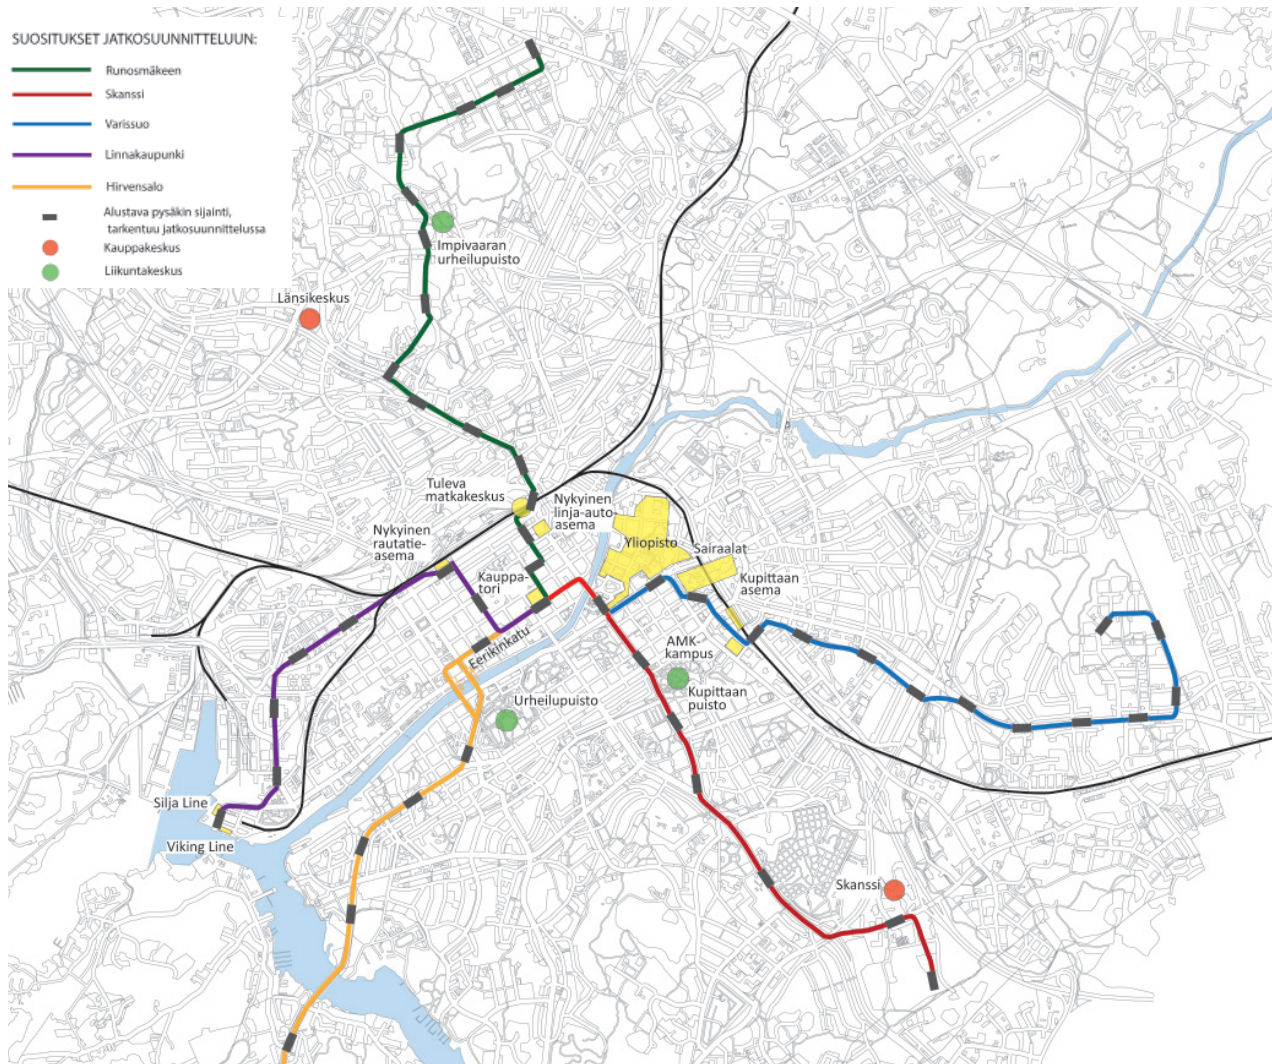 SUOSITUKSET JATKOSUUNNITTELUUN:
Runosmäkeen
Skanssi
Varissuo
Linnakaupunki
Hirvensalo
Alustava pysäkin sijainti,
tarkentuu jatkosuunnittelussa
Kauppakeskus
Liikuntakeskus
Impivaaran
urheilupuisto
Länsikeskus
Tuleva
matkakeskus
Nykyinen
linja-auto-
asema
Nykyinen
rautatie-
asema
Yliopisto
Sairaalat
Kupittaan
asema
Kauppa-
tori
Eerikinkatu
AMK-
kampus
Kupittaan
puisto
Urheilupuisto
Silja Line
Viking Line
Skanssi